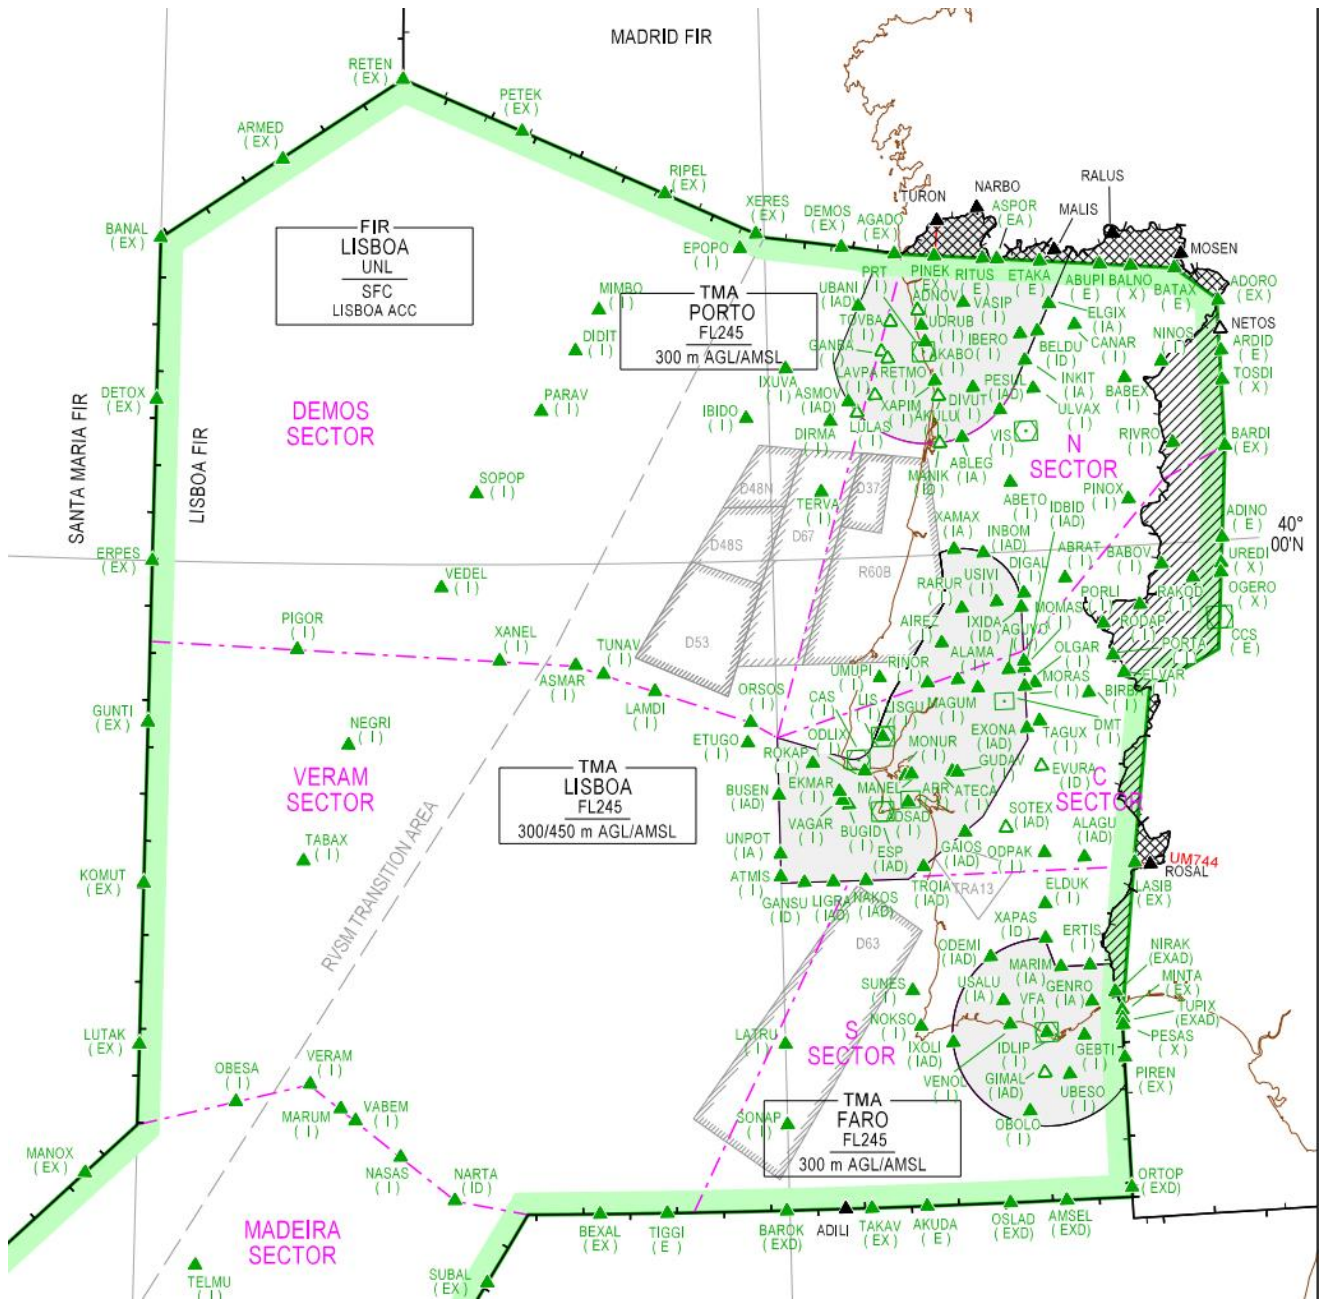 MADRID FIR
RETEN
( EX )
PETEK
( EX )
ARMED
( EX )
RIPEL
( EX )
XERES
( EX )
DEMOS
( EX )
AGADO
( EX )
TURON
NARBO
ASPOR
( EA )
RALUS
MALIS
MOSEN
BANAL
( EX )
FIR
LISBOA
UNL
SFC
LISBOA ACC
EPOPO
( I )
PRT
( I )
PINEK
EX
RITUS
( E )
ETAKA
( E )
ABUPI
( E )
BALNO
( X )
BATAX
( E )
ADORO
( EX )
MIMBO
( I )
TMA
PORTO
FL245
300 m AGL/AMSL
UBANI
(IAD)
ADNOV
( I )
VASIP
( I )
TOVBA
UDRUB
ELGIX
( IA )
CANAR
( I )
NETOS
ARDID
( E )
DIDIT
( I )
GANBA
( I )
AKABO
( I )
IBERO
( I )
BELDU
( ID )
NINOS
( I )
TOSDI
( X )
IXUVA
( I )
LAVPA
( I )
RETMO
( I )
PESUL
( I )
INKIT
( IA )
BABEX
( I )
DETOX
( EX )
PARAV
( I )
IBIDO
( I )
ASMOV
(IAD)
XAPIM
( I )
DIVUT
( I )
ULVAX
( I )
DEMOS
SECTOR
DIRMA
( I )
LULAS
( I )
AKULU
( I )
VIS
( I )
RIVRO
( I )
BARDI
( EX )
SANTA MARIA FIR
LISBOA FIR
N
SECTOR
ABLEG
( IA )
MANIK
( ID )
SOPOP
( I )
D48N
TERVA
( I )
D37
ABETO
( I )
IDBID
(IAD)
PINOX
( I )
D48S
D67
XAMAX
( IA )
INBOM
(IAD)
ADINO
( E )
40°
00'N
ERPES
( EX )
R60B
DIGAL
( I )
ABRAT
( I )
BABOV
( I )
UREDI
( X )
VEDEL
( I )
RARUR
( I )
USIVI
( I )
OGERO
( X )
PORLI
( I )
RAKOD
( I )
MOMAS
( I )
PIGOR
( I )
D53
AIREZ
( I )
IXIDA
( ID )
AGUVO
( I )
RODAP
( I )
XANEL
( I )
TUNAV
( I )
ALAMA
( I )
OLGAR
( I )
PORTA
( I )
CCS
( E )
ASMAR
( I )
UMUPI
( I )
RINOR
( I )
MORAS
( I )
ELVAR
( I )
BIRBA
( I )
LAMDI
( I )
ORSOS
( I )
CAS
( I )
LIS
( I )
ISGU
( I )
MAGUM
( I )
DMT
( I )
GUNTI
( EX )
NEGRI
( I )
ETUGO
( I )
ODLIX
( I )
EXONA
(IAD)
TAGUX
( I )
ROKAP
( I )
MONUR
( I )
GUDAV
( I )
EVURA
(ID)
VERAM
SECTOR
TMA
LISBOA
FL245
300/450 m AGL/AMSL
C
SECTOR
BUSEN
(IAD)
EKMAR
( I )
MANEL
( I )
ABR
( I )
ATECA
( I )
SOTEX
(IAD)
ADSAD
( I )
VAGAR
( I )
BUGID
( I )
ALAGU
(IAD)
TABAX
( I )
UNPOT
( IA )
ESP
(IAD)
GAIOS
(IAD)
ODPAK
( I )
UM744
ROSAL
KOMUT
( EX )
ATMIS
( I )
TROIA
(IAD)
TRA13
ELDUK
( I )
LASIB
( EX )
GANSU
( ID )
LIGRA
(IAD)
NAKOS
(IAD)
RVSM TRANSITION AREA
D63
XAPAS
( ID )
ERTIS
( I )
ODEMI
(IAD)
NIRAK
(EXAD)
MARIM
( IA )
SUNES
( I )
USALU
( IA )
VFA
( I )
GENRO
( IA )
MINTA
( EX )
TUPIX
(EXAD)
LUTAK
( EX )
LATRU
( I )
NOKSO
( I )
S
SECTOR
IXOLI
(IAD)
IDLIP
( I )
GEBTI
( I )
PESAS
( X )
OBESA
( I )
VERAM
( I )
VENOL
( I )
GIMAL
(IAD)
UBESO
( I )
PIREN
( EX )
MARUM
( I )
VABEM
( I )
SONAP
( I )
TMA
FARO
FL245
300 m AGL/AMSL
OBOLO
( I )
MANOX
( EX )
NASAS
( I )
NARTA
( ID )
ORTOP
(EXD)
MADEIRA
SECTOR
BEXAL
( EX )
TIGGI
( E )
BAROK
(EXD)
ADILI
TAKAV
( EX )
AKUDA
( E )
OSLAD
(EXD)
AMSEL
(EXD)
TELMU
( I )
SUBAL
( EX )